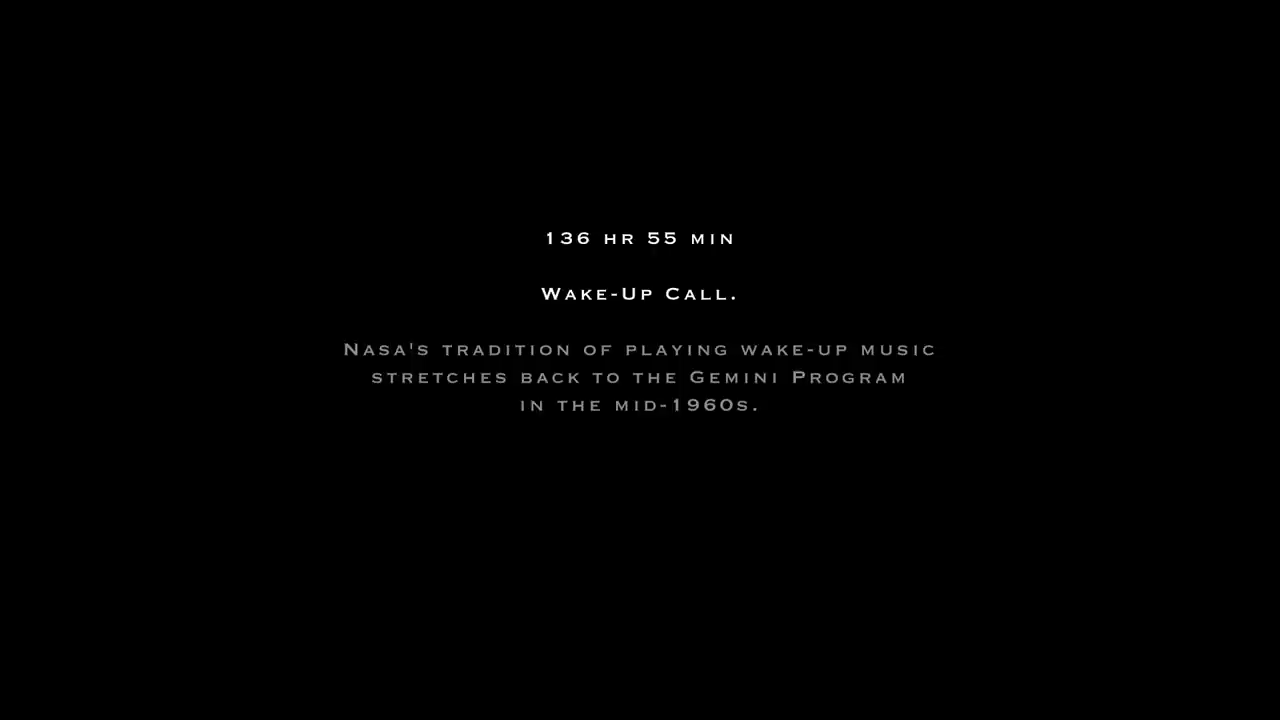 136 hr 55 min
Wake-Up Call.
Nasa's tradition of playing wake-up music
stretches back to the Gemini Program
in the mid-1960s.